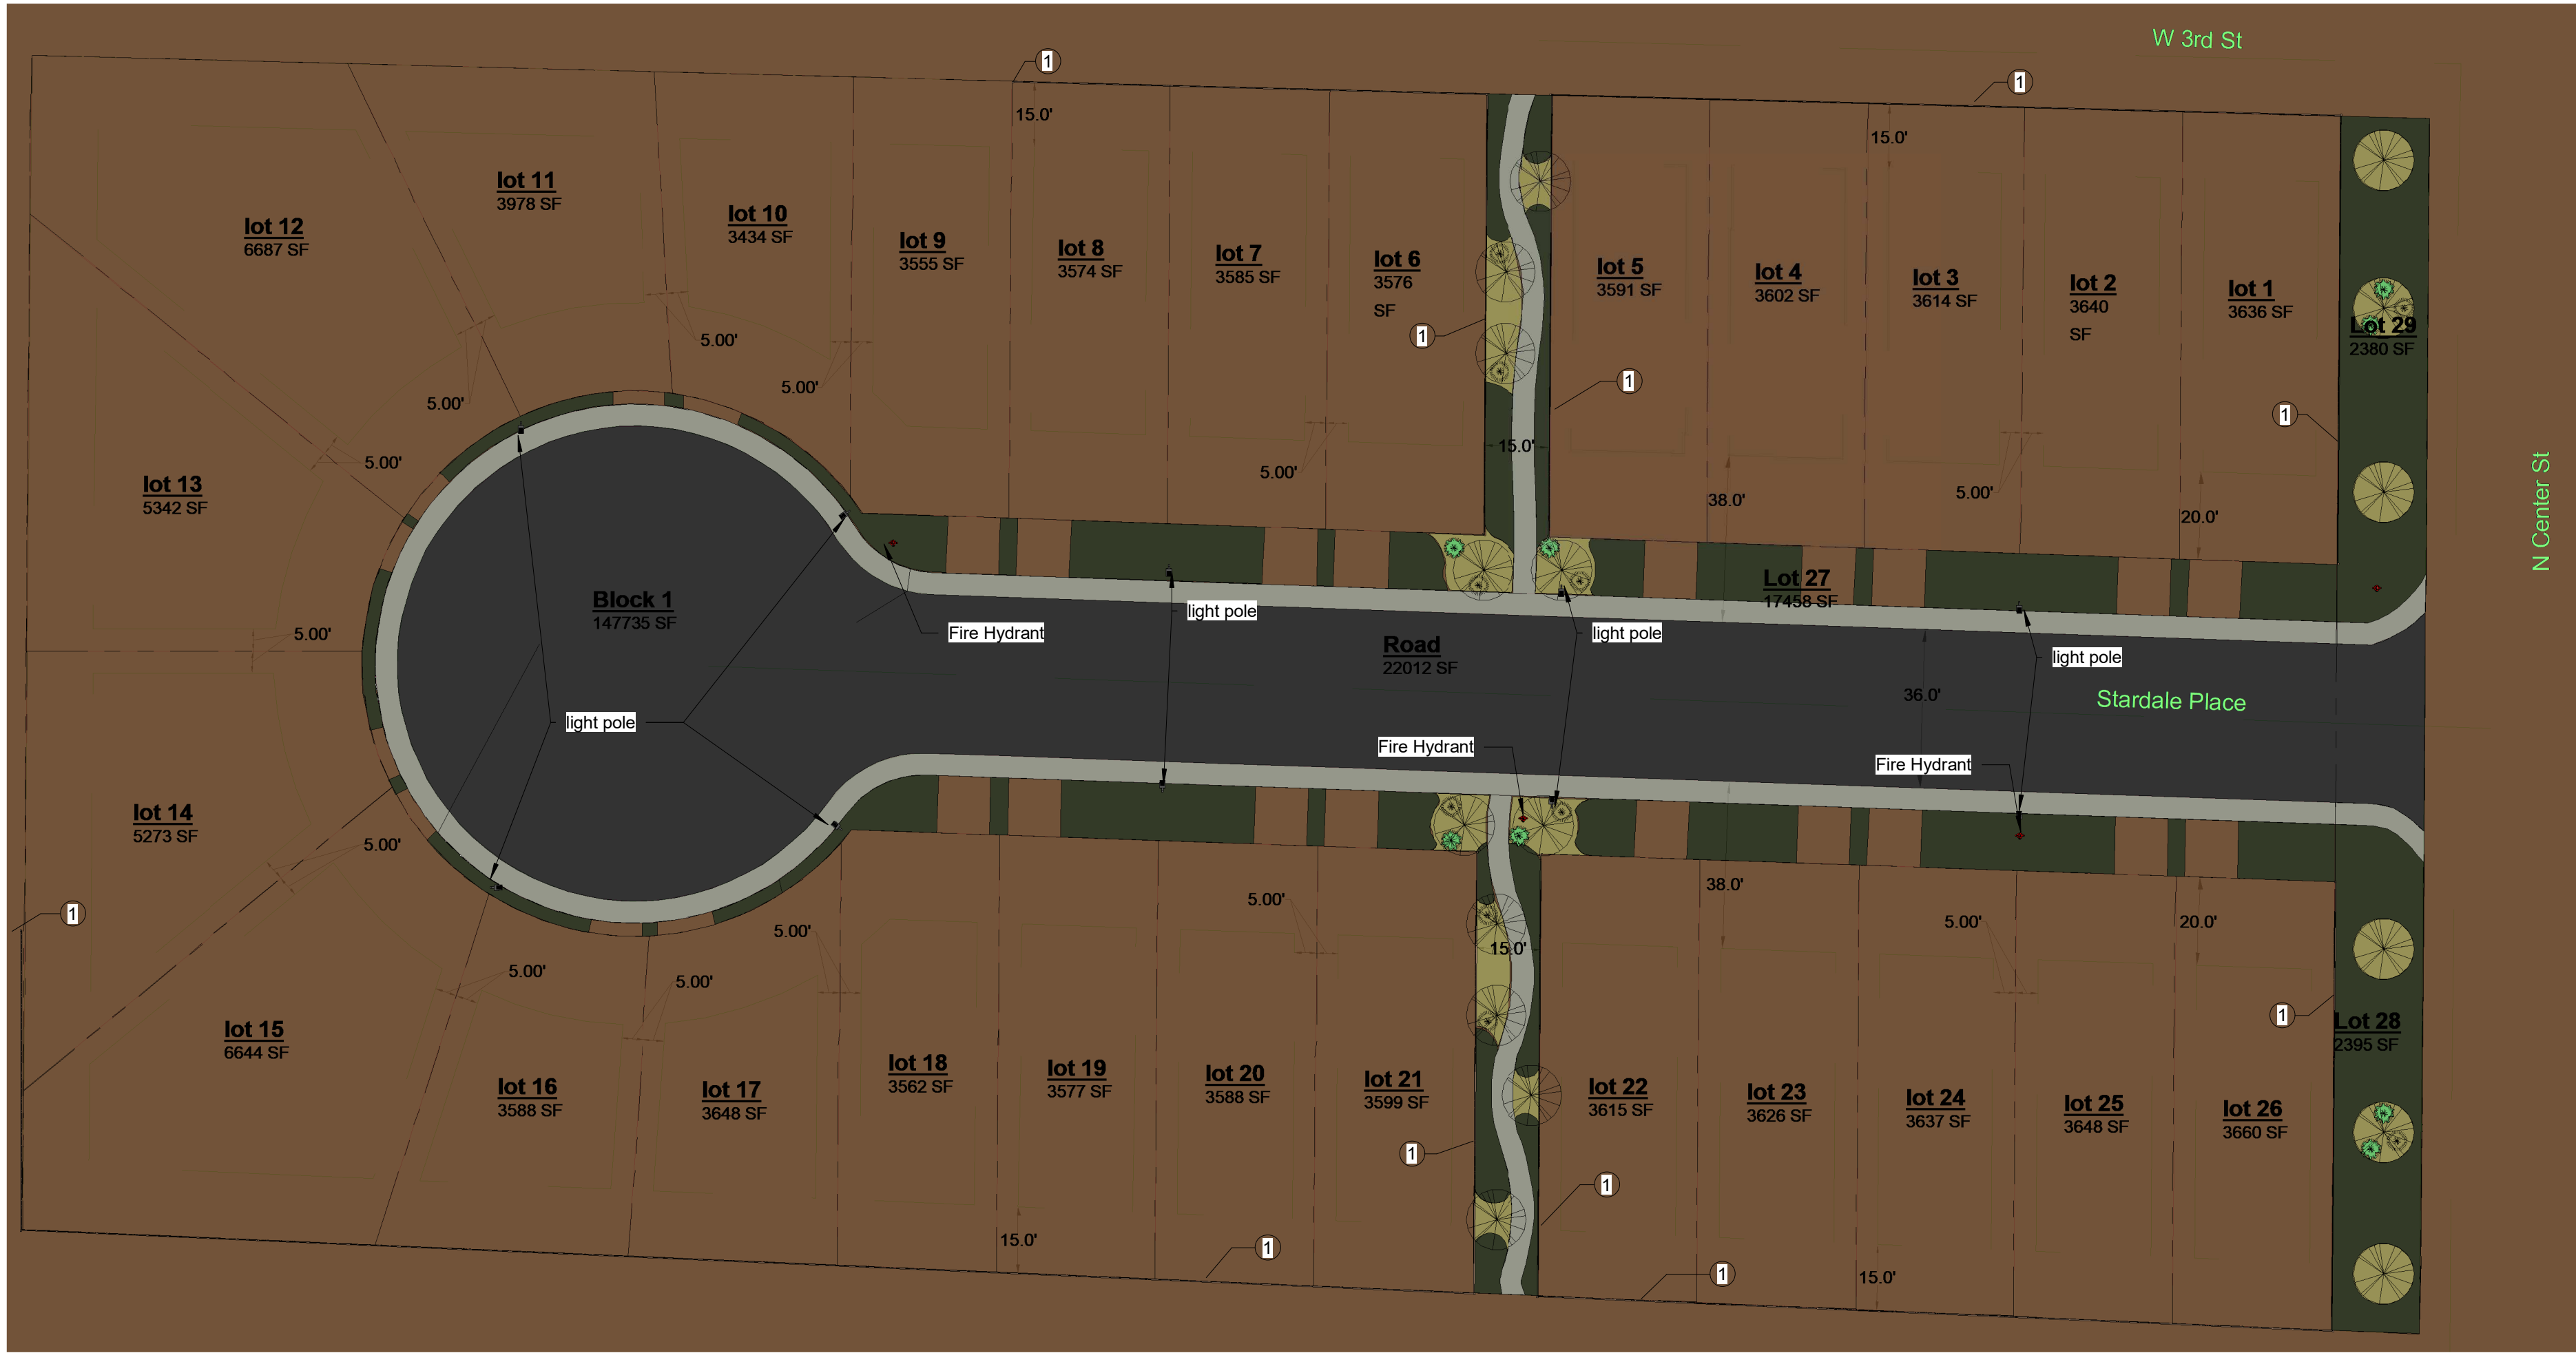 W 3rd St
1
1
15.0'
15.0'
lot 11
3978 SF
lot 10
3434 SF
lot 12
6687 SF
lot 9
3555 SF
lot 8
3574 SF
lot 7
3585 SF
lot 6
3576
SF
lot 5
3591 SF
lot 4
3602 SF
lot 3
3614 SF
lot 2
3640
SF
lot 1
3636 SF
Lot 29
2380 SF
1
5.00'
5.00'
5.00'
1
1
15.0'
5.00'
5.00'
38.0'
5.00'
20.0'
N Center St
lot 13
5342 SF
Block 1
147735 SF
5.00'
Fire Hydrant
light pole
light pole
Lot 27
17458 SF
Road
22012 SF
light pole
36.0'
Stardale Place
light pole
Fire Hydrant
Fire Hydrant
lot 14
5273 SF
5.00'
1
5.00'
5.00'
5.00'
5.00'
15.0'
38.0'
5.00'
20.0'
1
lot 15
6644 SF
lot 16
3588 SF
lot 17
3648 SF
lot 18
3562 SF
lot 19
3577 SF
lot 20
3588 SF
lot 21
3599 SF
lot 22
3615 SF
lot 23
3626 SF
lot 24
3637 SF
lot 25
3648 SF
lot 26
3660 SF
Lot 28
2395 SF
1
1
15.0'
1
1
15.0'